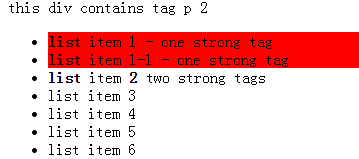 this div contains tag p 2
list item 1 - one strong tag
list item 1-1 - one strong tag
list item 2 two strong tags
list item 3
list item 4
list item 5
list item 6